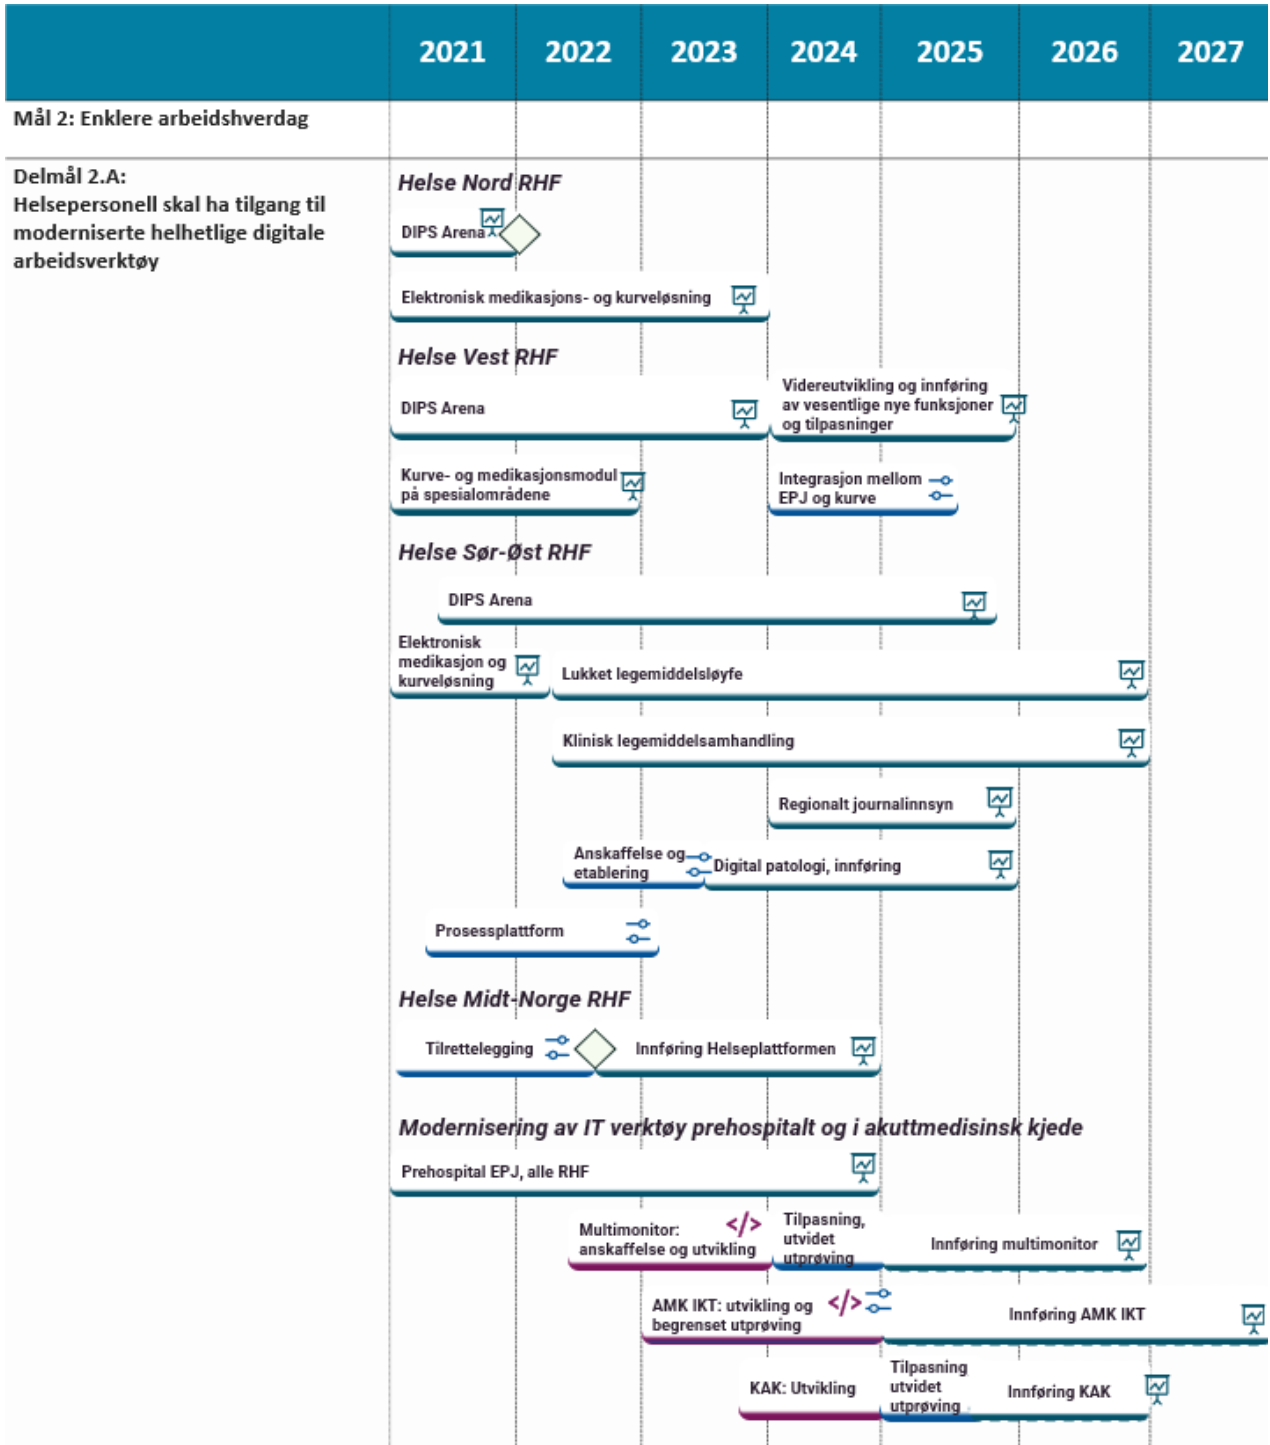 2021 2022 2023 2024 2025 2026 2027
Mål 2: Enklere arbeidshverdag
Delmål 2.A:
Helsepersonell skal ha tilgang til
moderniserte helhetlige digitale
arbeidsverktøy
Helse Nord RHF
DIPS Arena
Elektronisk medikasjons- og kurveløsning
Helse Vest RHF
DIPS Arena
Videreutvikling og innføring
av vesentlige nye funksjoner
og tilpasninger
Kurve- og medikasjonsmodul
på spesialområdene
Integrasjon mellom
EPJ og kurve
Helse Sør-Øst RHF
DIPS Arena
Elektronisk
medikasjon og
kurveløsning
Lukket legemiddelsløyfe
Klinisk legemiddelsamhandling
Regionalt journalinnsyn
Anskaffelse og
etablering
Digital patologi, innføring
Prosessplattform
Helse Midt-Norge RHF
Tilrettelegging
Innføring Helseplattformen
Modernisering av IT verktøy prehospitalt og i akuttmedisinsk kjede
Prehospital EPJ, alle RHF
Multimonitor:
anskaffelse og utvikling
</>
Tilpasning,
utvidet
utprøving
Innføring multimonitor
AMK IKT: utvikling og
begrenset utprøving
</>
Innføring AMK IKT
KAK: Utvikling
Tilpasning
utvidet
utprøving
Innføring KAK